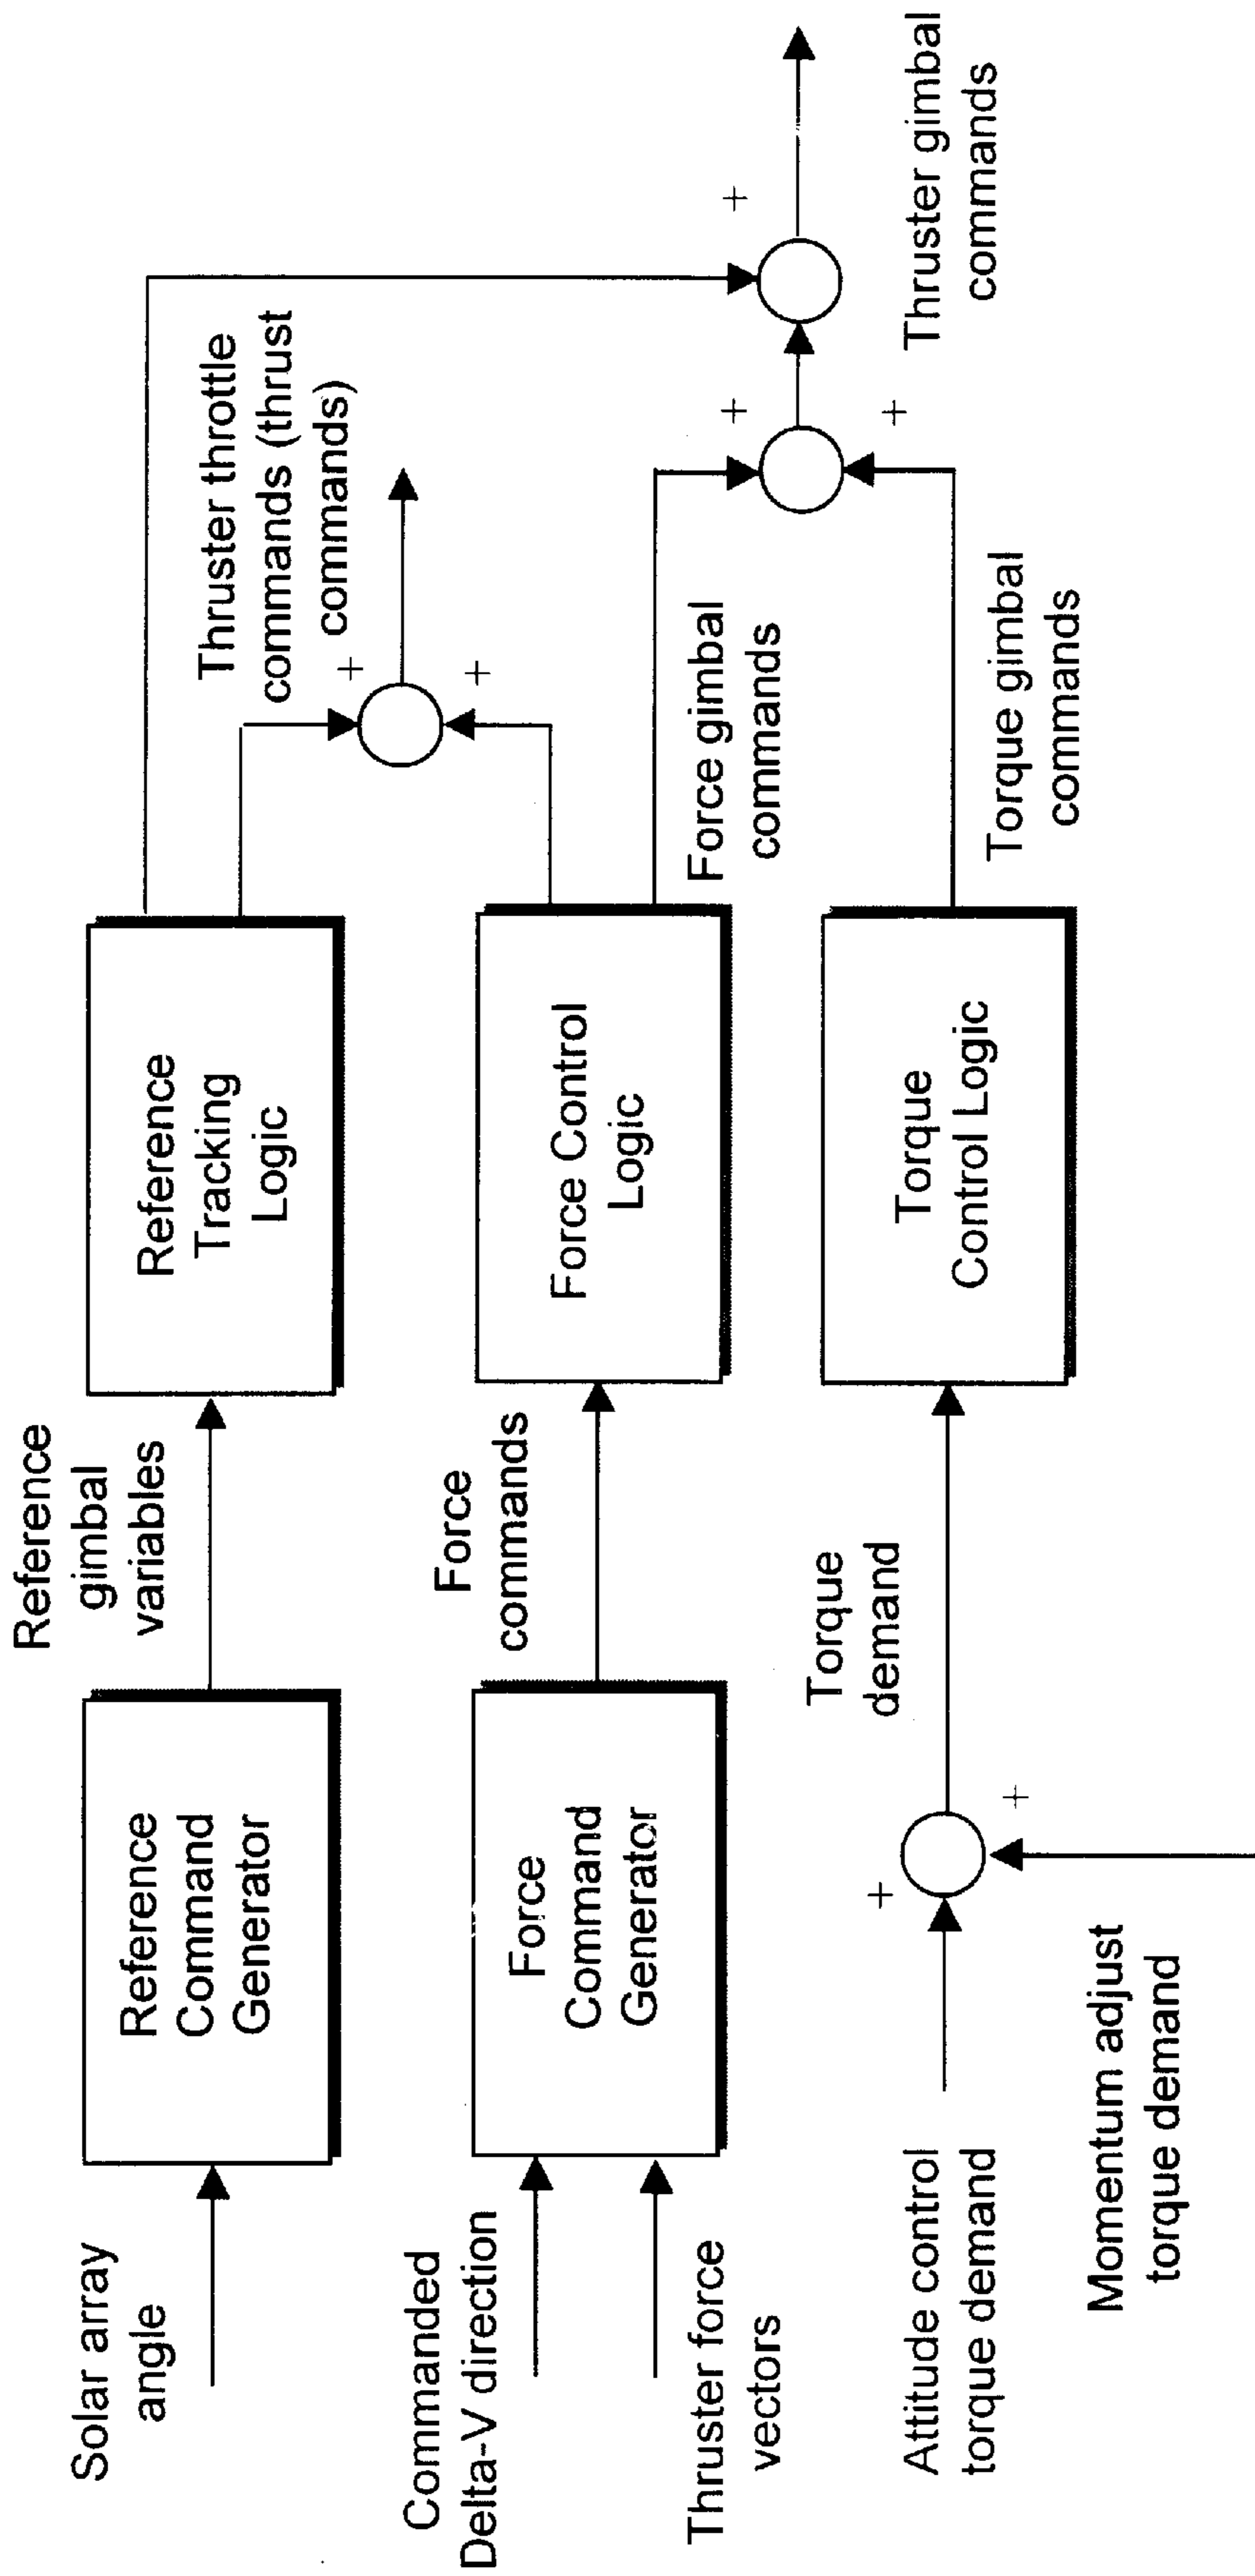 Solar array
angle
Reference
Command
Generator
Reference
gimbal
variables
Reference
Tracking
Logic
Thruster throttle
commands (thrust
commands)
+
+
Commanded
Delta-V direction
Thruster force
vectors
Force
Command
Generator
Force
commands
Force Control
Logic
Force gimbal
commands
+
+
+
Thruster gimbal
commands
Attitude control
torque demand
+
+
Momentum adjust
torque demand
Torque
demand
Torque
Control Logic
Torque gimbal
commands